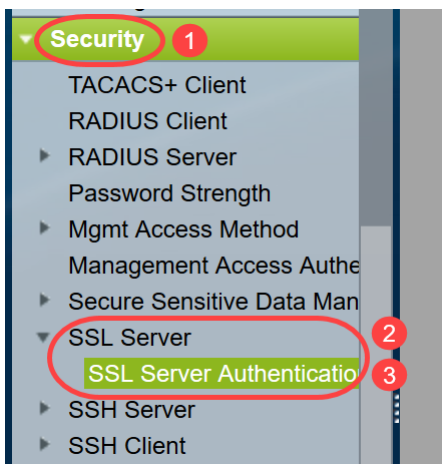 Security 1
TACACS+ Client
RADIUS Client
RADIUS Server
Password Strength
Mgmt Access Method
Management Access Authe
Secure Sensitive Data Man
SSL Server 2
SSL Server Authenticatio 3
SSH Server
SSH Client